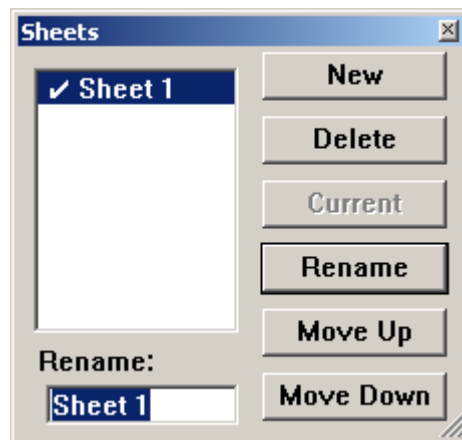 Sheets
✔ Sheet 1
New
Delete
Current
Rename
Move Up
Move Down
Rename:
Sheet 1